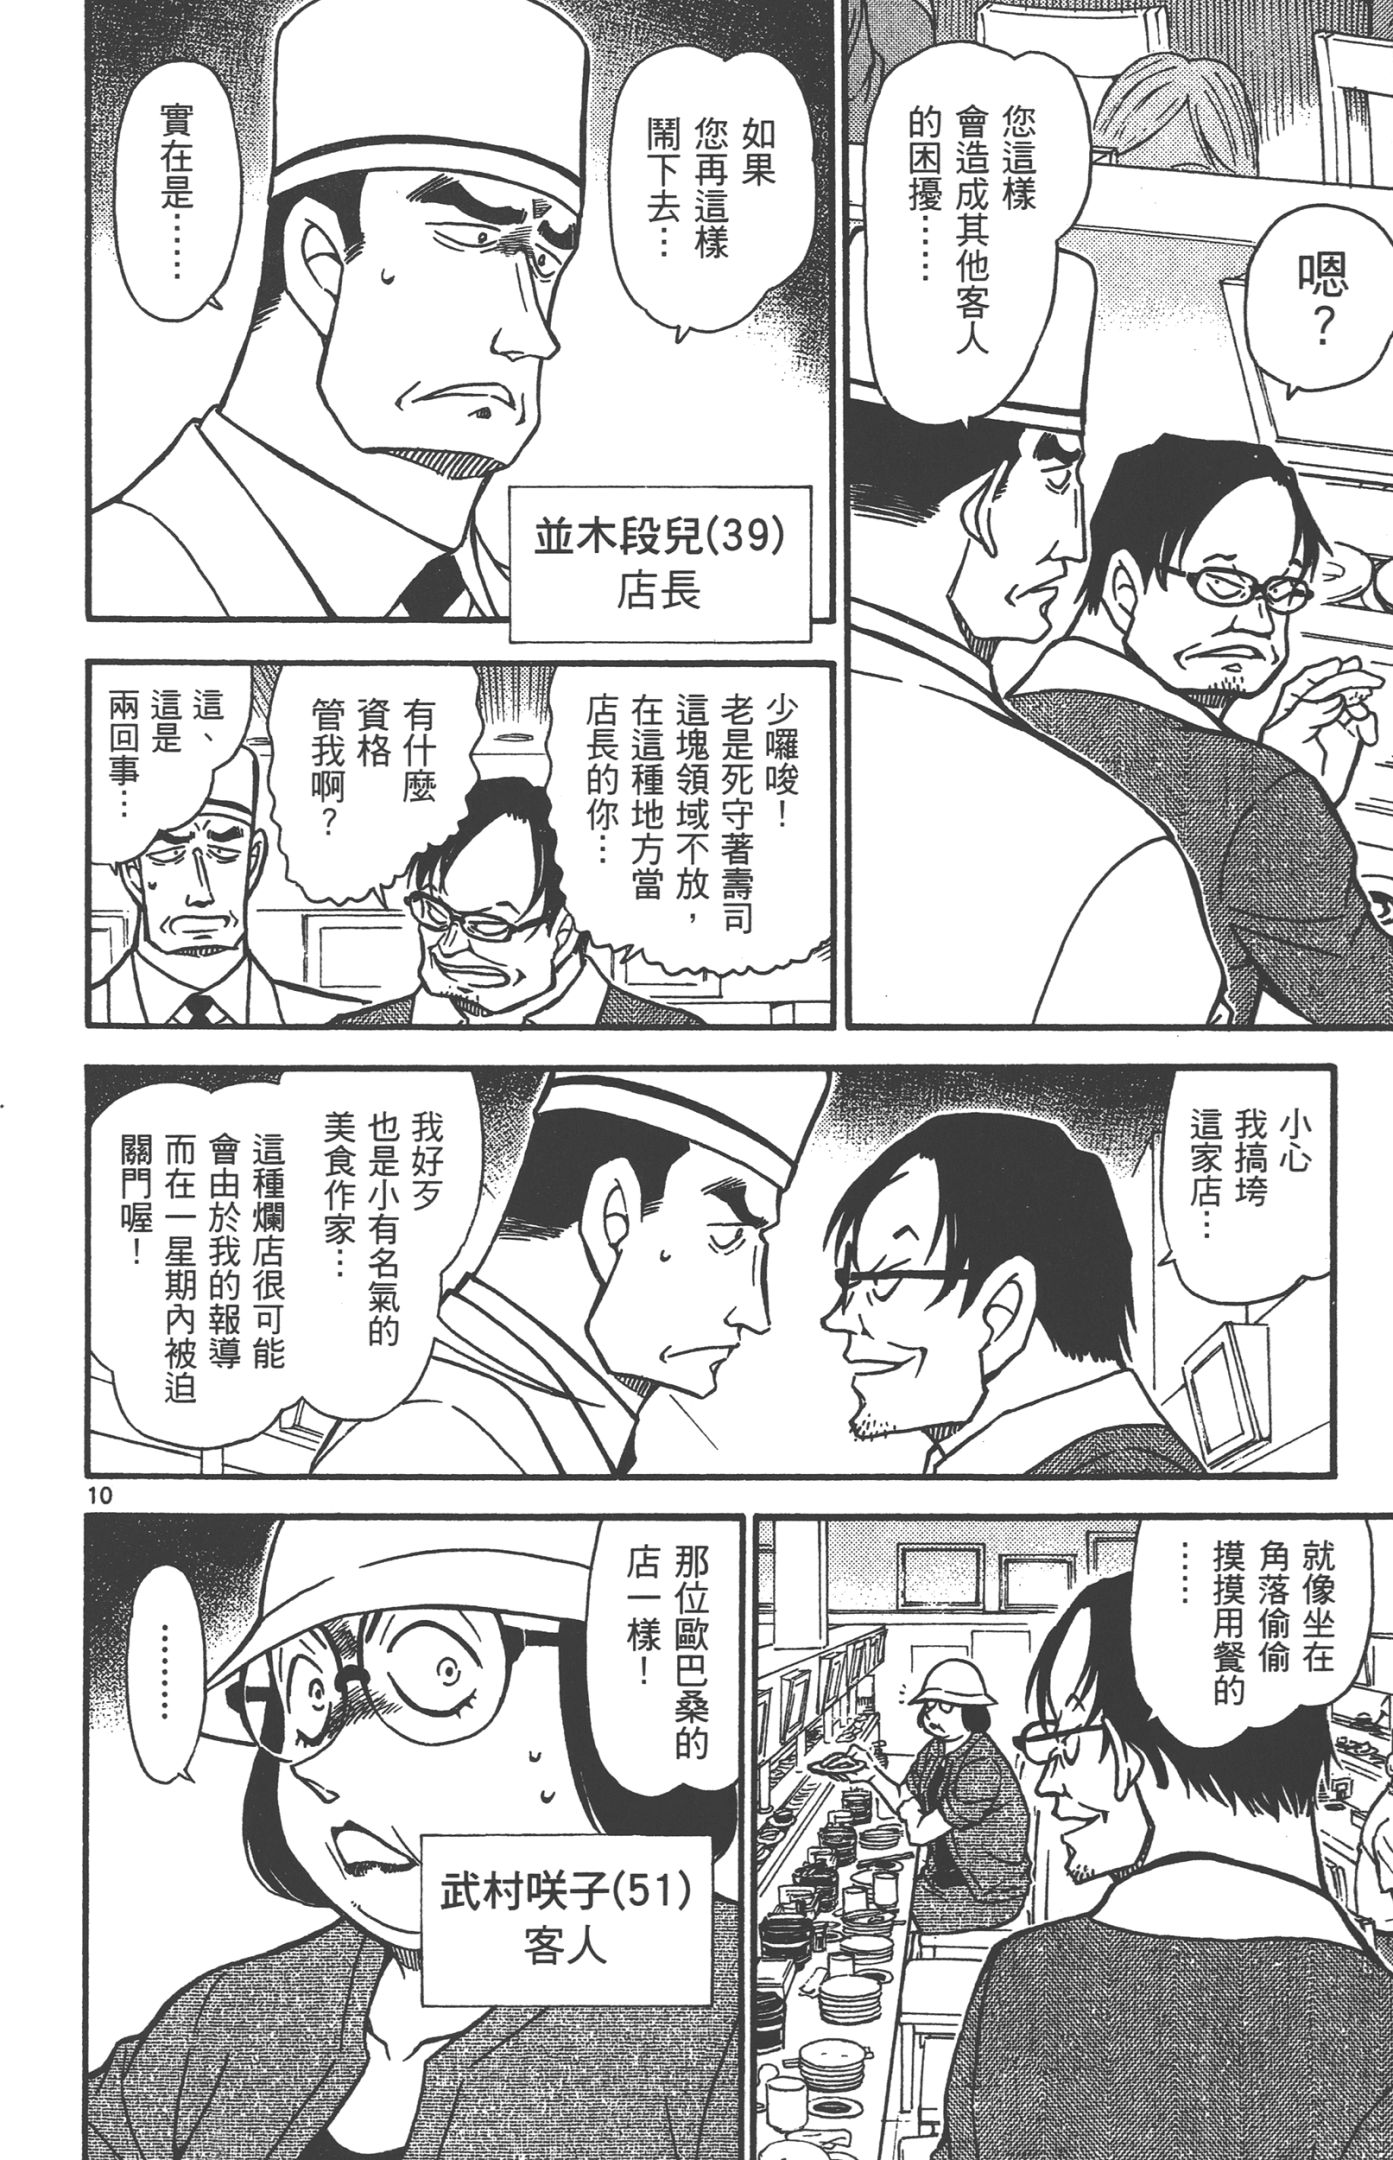 嗯？
您這樣
會造成其他客人
的困擾……
如果
您再這樣
鬧下去…
實在是……
並木段兒(39)
店長
少囉唆！
老是死守著壽司
這塊領域不放，
在這種地方當
店長的你…
有什麼
資格
管我啊？
這、
這是
兩回事…
小心
我搞垮
這家店…
我好歹
也是小有名氣的
美食作家…
這種爛店很可能
會由於我的報導
而在一星期內被迫
關門喔！
10
就像坐在
角落偷偷
摸摸用餐的
……
那位歐巴桑的
店一樣！
………
武村咲子(51)
客人